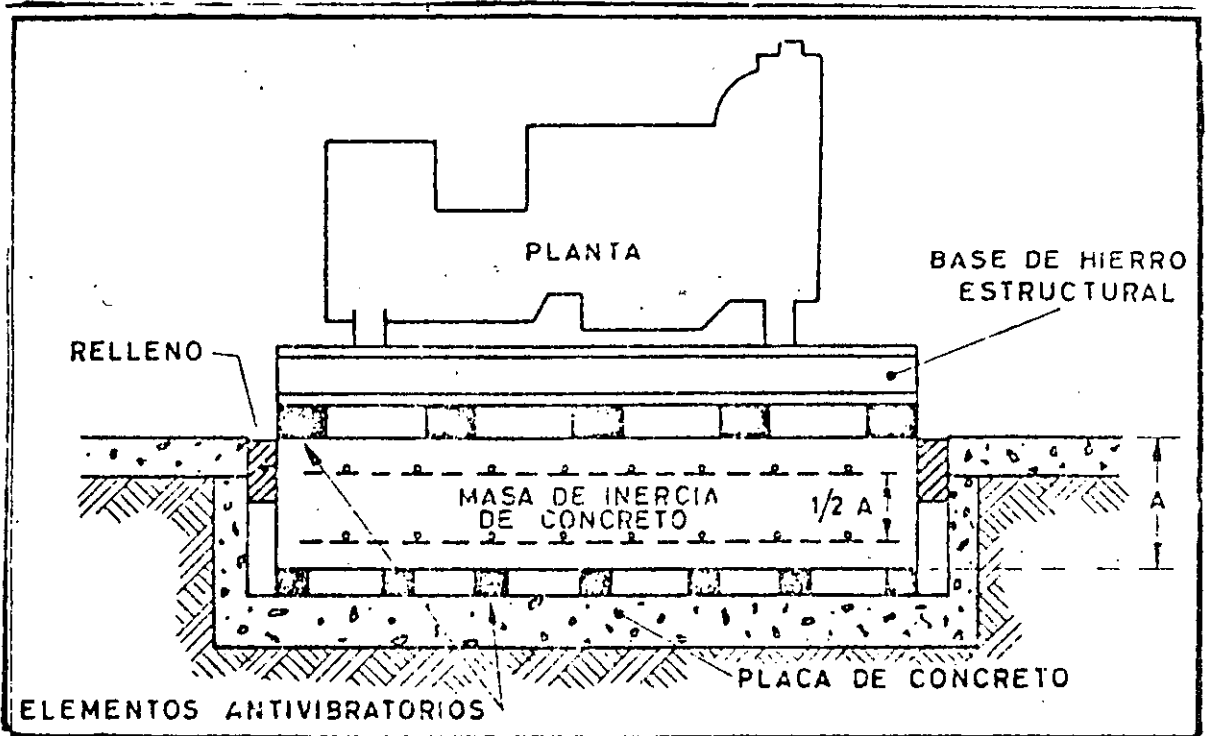 PLANTA
BASE DE HIERRO
ESTRUCTURAL
RELLENO
MASA DE INERCIA
DE CONCRETO
1/2 A
A
PLACA DE CONCRETO
ELEMENTOS ANTIVIBRATORIOS